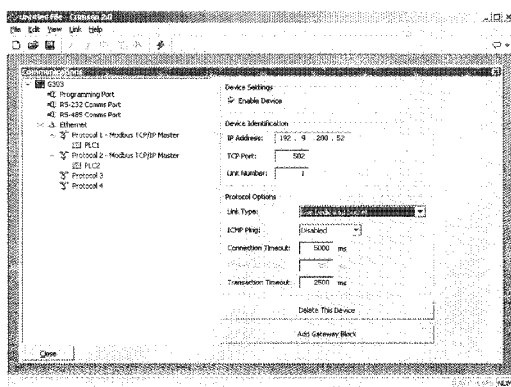 Untitled File - Crimson 2.0
File Edit View Link Help
G303
Programming Port
RS-232 Comms Port
RS-485 Comms Port
Ethernet
Protocol 1 - Modbus TCP/IP Master
PLC1
Protocol 2 - Modbus TCP/IP Master
PLC2
Protocol 3
Protocol 4
Device Settings
Enable Device
Device Identification
IP Address: 192 . 9 . 200 . 52
TCP Port: 502
Unit Number: 1
Protocol Options
Link Type:
ICMP Ping: Disabled
Connection Timeout: 5000 ms
Transaction Timeout: 2500 ms
Delete This Device
Add Gateway Block
Close
NUM